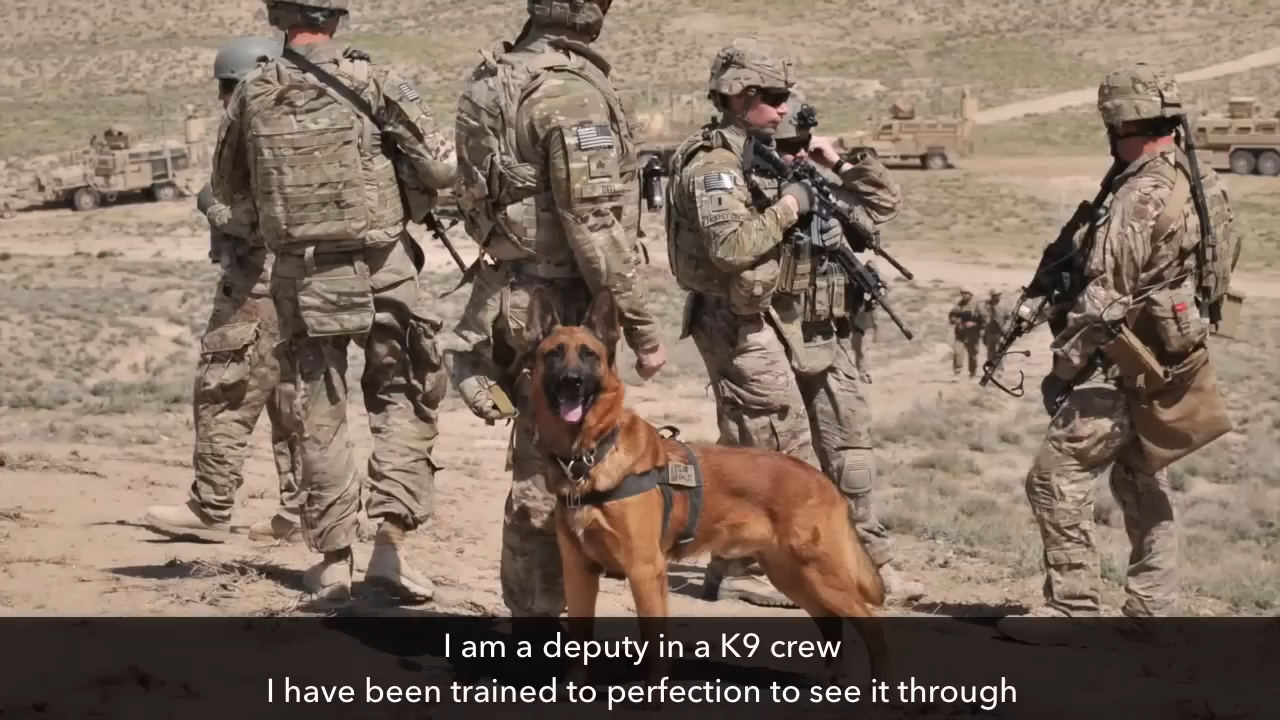 I am a deputy in a K9 crew
I have been trained to perfection to see it through